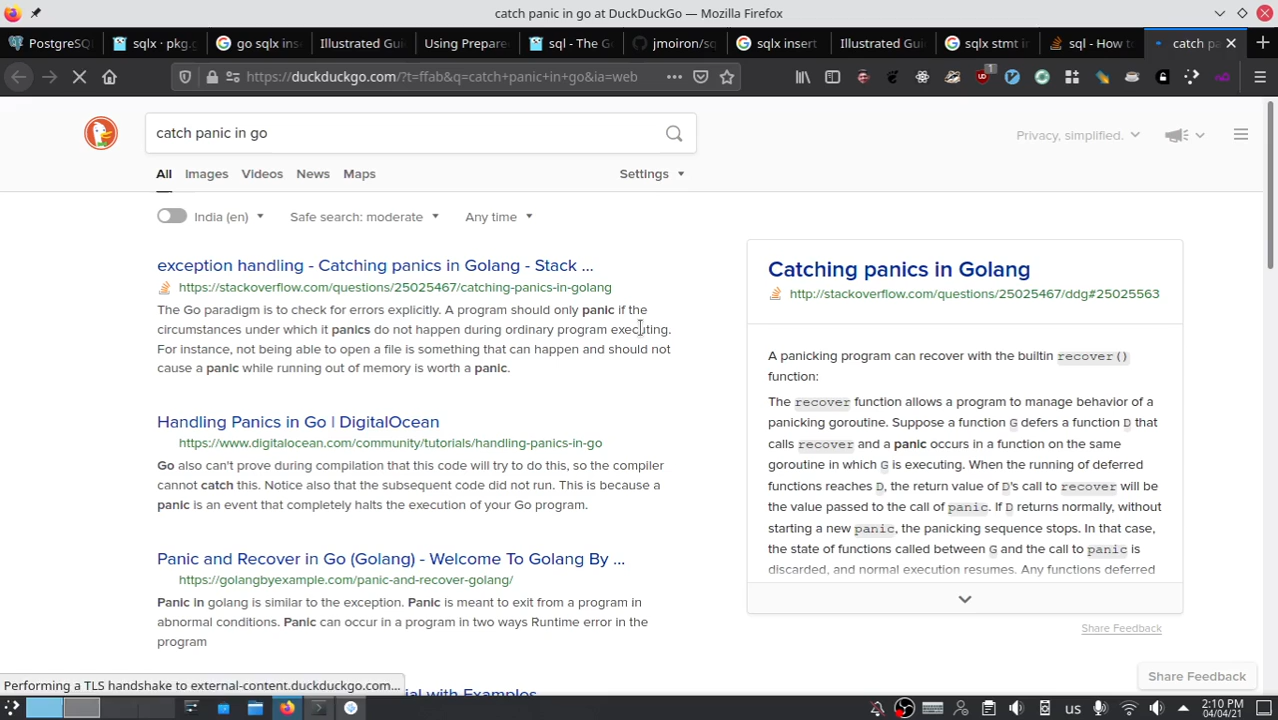 catch panic in go at DuckDuckGo — Mozilla Firefox
PostgreSQ
sqlx · pkg.g
go sqlx inse
Illustrated Gui
Using Prepare
sql - The Go
jmoiron/sq
sqlx insert
Illustrated Gui
sqlx stmt in
sql - How to
catch pa
https://duckduckgo.com/?t=ffab&q=catch+panic+in+go&ia=web
1
catch panic in go
Privacy, simplified.
All Images Videos News Maps Settings
India (en) Safe search: moderate Any time
exception handling - Catching panics in Golang - Stack ...
https://stackoverflow.com/questions/25025467/catching-panics-in-golang
The Go paradigm is to check for errors explicitly. A program should only panic if the
circumstances under which it panics do not happen during ordinary program executing.
For instance, not being able to open a file is something that can happen and should not
cause a panic while running out of memory is worth a panic.
Handling Panics in Go | DigitalOcean
https://www.digitalocean.com/community/tutorials/handling-panics-in-go
Go also can't prove during compilation that this code will try to do this, so the compiler
cannot catch this. Notice also that the subsequent code did not run. This is because a
panic is an event that completely halts the execution of your Go program.
Panic and Recover in Go (Golang) - Welcome To Golang By ...
https://golangbyexample.com/panic-and-recover-golang/
Panic in golang is similar to the exception. Panic is meant to exit from a program in
abnormal conditions. Panic can occur in a program in two ways Runtime error in the
program
ial with Examples
Catching panics in Golang
http://stackoverflow.com/questions/25025467/ddg#25025563
A panicking program can recover with the builtin recover()
function:
The recover function allows a program to manage behavior of a
panicking goroutine. Suppose a function G defers a function D that
calls recover and a panic occurs in a function on the same
goroutine in which G is executing. When the running of deferred
functions reaches D, the return value of D's call to recover will be
the value passed to the call of panic. If D returns normally, without
starting a new panic, the panicking sequence stops. In that case,
the state of functions called between G and the call to panic is
discarded, and normal execution resumes. Any functions deferred
Share Feedback
Share Feedback
Performing a TLS handshake to external-content.duckduckgo.com...
us
2:10 PM
04/04/21